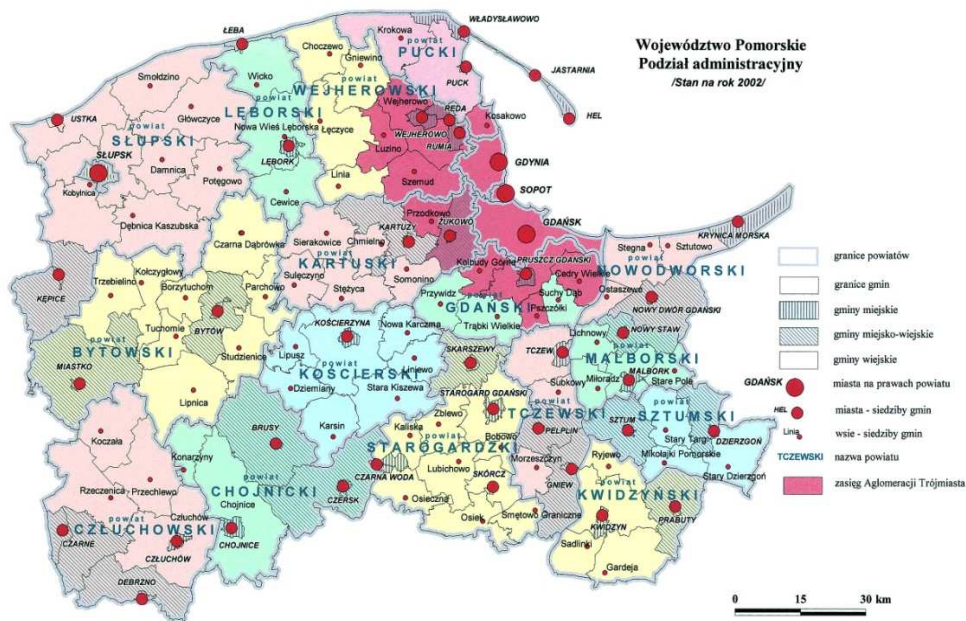 Województwo Pomorskie
Podział administracyjny
/Stan na rok 2002/
WŁADYSŁAWOWO
ŁEBA
Choczewo
Krokowa
powiat
PUCKI
Gniewino
JASTARNIA
Smołdzino
Wicko
powiat
WEJHEROWSKI
PUCK
powiat
LĘBORSKI
Główczyce
Wejherowo
REDA
Kosakowo
HEL
USTKA
powiat
SŁUPSKI
Nowa Wieś Lęborska
Łęczyce
WEJHEROWO
RUMIA
SŁUPSK
LĘBORK
Luzino
GDYNIA
Damnica
Potęgowo
Kobylnica
Linia
Szemud
SOPOT
Cewice
Dębnica Kaszubska
Przodkowo
GDAŃSK
Czarna Dąbrówka
Sierakowice
Chmielno
KARTUZY
ŻUKOWO
KRYNICA MORSKA
powiat
KARTUSKI
Stegna
Sztutowo
powiat
NOWODWORSKI
Kolbudy Górne
PRUSZCZ GDAŃSKI
Cedry Wielkie
KĘPICE
Trzebielino
Kołczygłowy
Borzytuchom
Parchowo
Sulęczyno
Stężyca
Somonino
Przywidz
powiat
GDAŃSKI
Suchy Dąb
Pszczółki
Ostaszewo
NOWY DWÓR GDAŃSKI
Trąbki Wielkie
Tuchomie
BYTÓW
KOŚCIERZYNA
Nowa Karczma
Lichnowy
NOWY STAW
powiat
BYTOWSKI
Studzienice
Lipusz
powiat
KOŚCIERSKI
Liniewo
SKARSZEWY
TCZEW
powiat
MALBORSKI
MALBORK
MIASTKO
Dziemiany
Stara Kiszewa
Subkowy
Miłoradz
Stare Pole
Lipnica
STAROGARD GDAŃSKI
powiat
TCZEWSKI
powiat
SZTUMSKI
SZTUM
Karsin
Zblewo
Kaliska
Bobowo
PELPLIN
Stary Targ
DZIERZGOŃ
Koczała
BRUSY
powiat
STAROGARDZKI
Morzeszczyn
Mikołajki Pomorskie
Konarzyny
CZARNA WODA
Lubichowo
Ryjewo
Stary Dzierzgoń
Rzeczenica
Przechlewo
powiat
CHOJNICKI
CZERSK
SKÓRCZ
GNIEW
powiat
KWIDZYŃSKI
Człuchów
Chojnice
Osieczna
Osiek
Smętowo Graniczne
PRABUTY
powiat
CZŁUCHOWSKI
CZARNE
CHOJNICE
KWIDZYN
CZŁUCHÓW
Sadlinki
DEBRZNO
Gardeja
granice powiatów
granice gmin
gminy miejskie
gminy miejsko-wiejskie
gminy wiejskie
GDAŃSK miasta na prawach powiatu
HEL miasta - siedziby gmin
Linia wsie - siedziby gmin
TCZEWSKI nazwa powiatu
zasięg Aglomeracji Trójmiasta
0 15 30 km